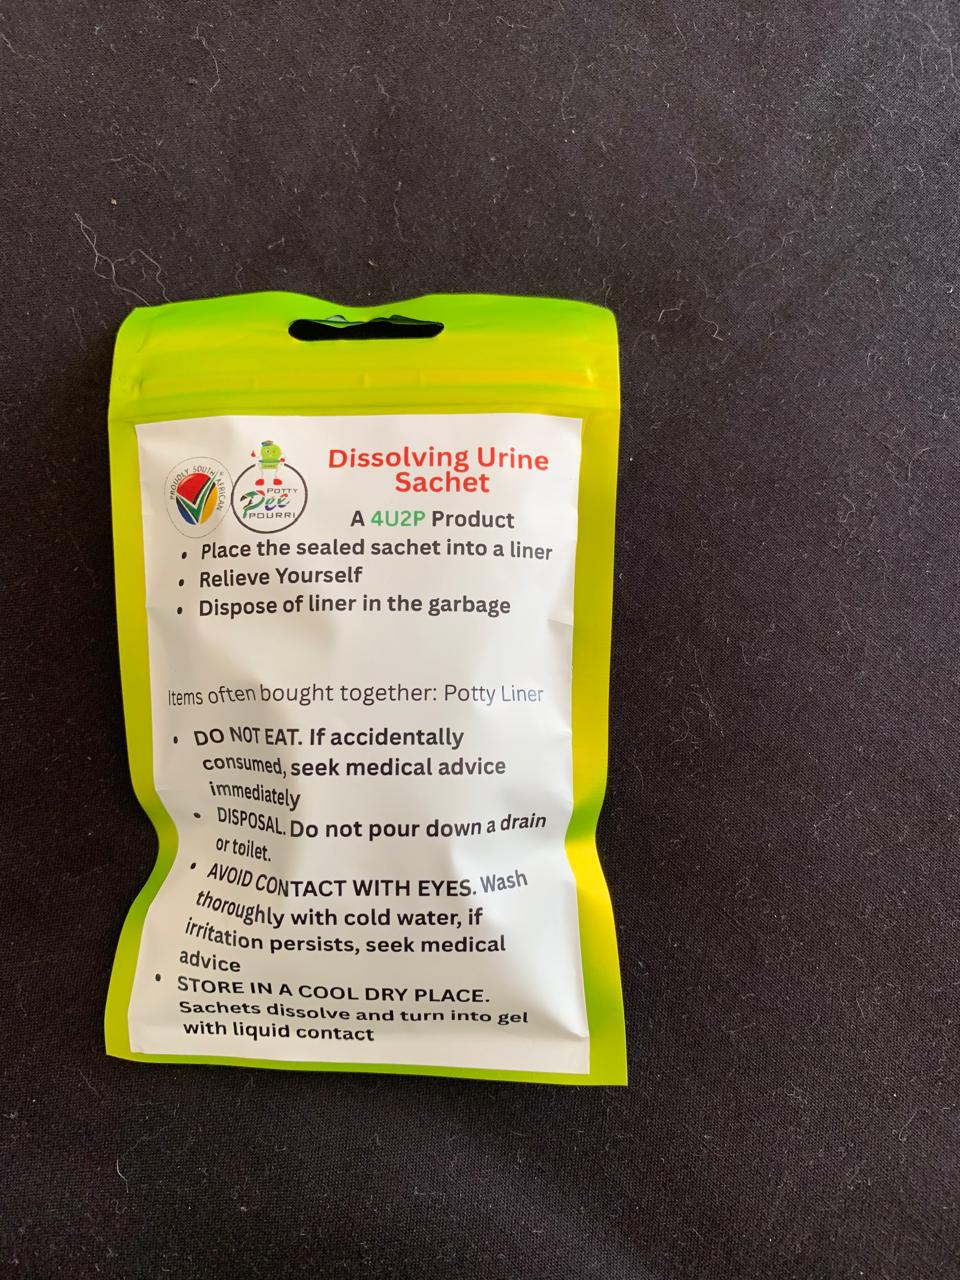 PROUDLY SOUTH AFRICAN
POTTY
Pee
POURRI
Dissolving Urine
Sachet
A 4U2P Product
• Place the sealed sachet into a liner
• Relieve Yourself
• Dispose of liner in the garbage
Items often bought together: Potty Liner
• DO NOT EAT. If accidentally
consumed, seek medical advice
immediately
• DISPOSAL. Do not pour down a drain
or toilet.
• AVOID CONTACT WITH EYES. Wash
thoroughly with cold water, if
irritation persists, seek medical
advice
• STORE IN A COOL DRY PLACE.
Sachets dissolve and turn into gel
with liquid contact